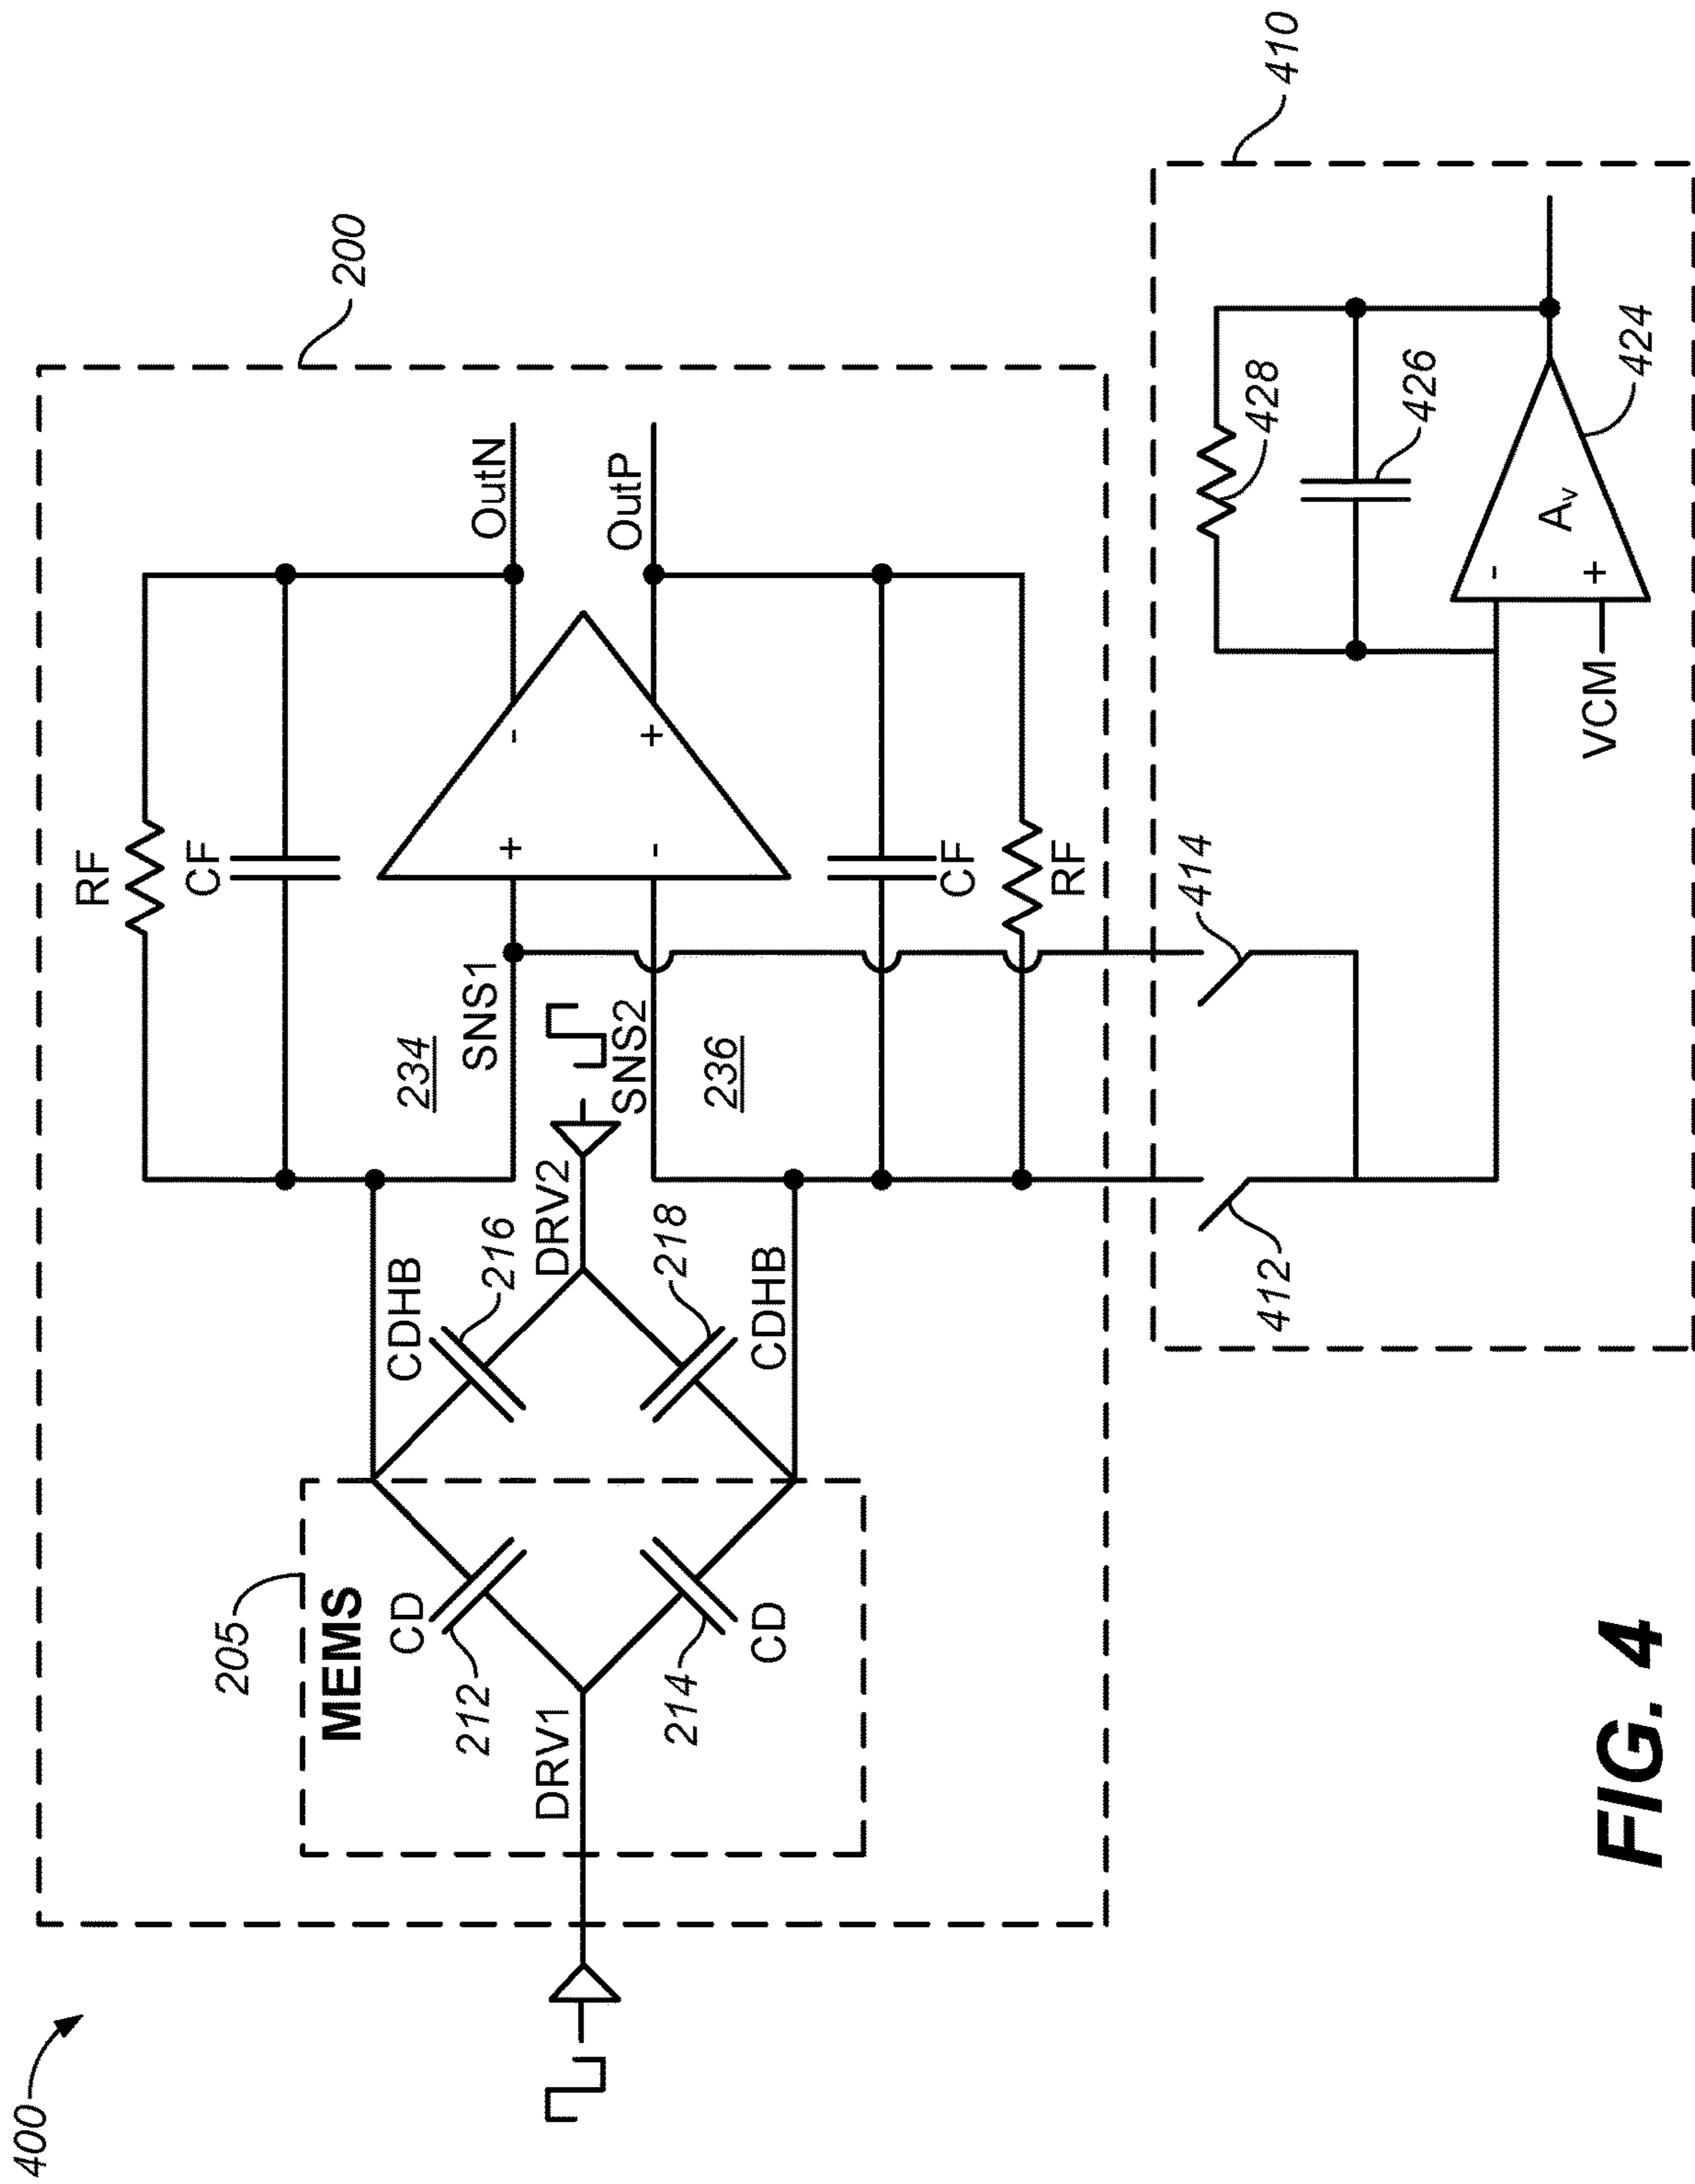 400
200
RF
CF
OutN
-
+
234
SNS1
205
MEMS
CDHB
216
CD
212
DRV1
DRV2
SNS2
236
OutP
+
-
214
CD
218
CDHB
CF
RF
410
414
412
428
426
-
Av
+
VCM
424
FIG. 4